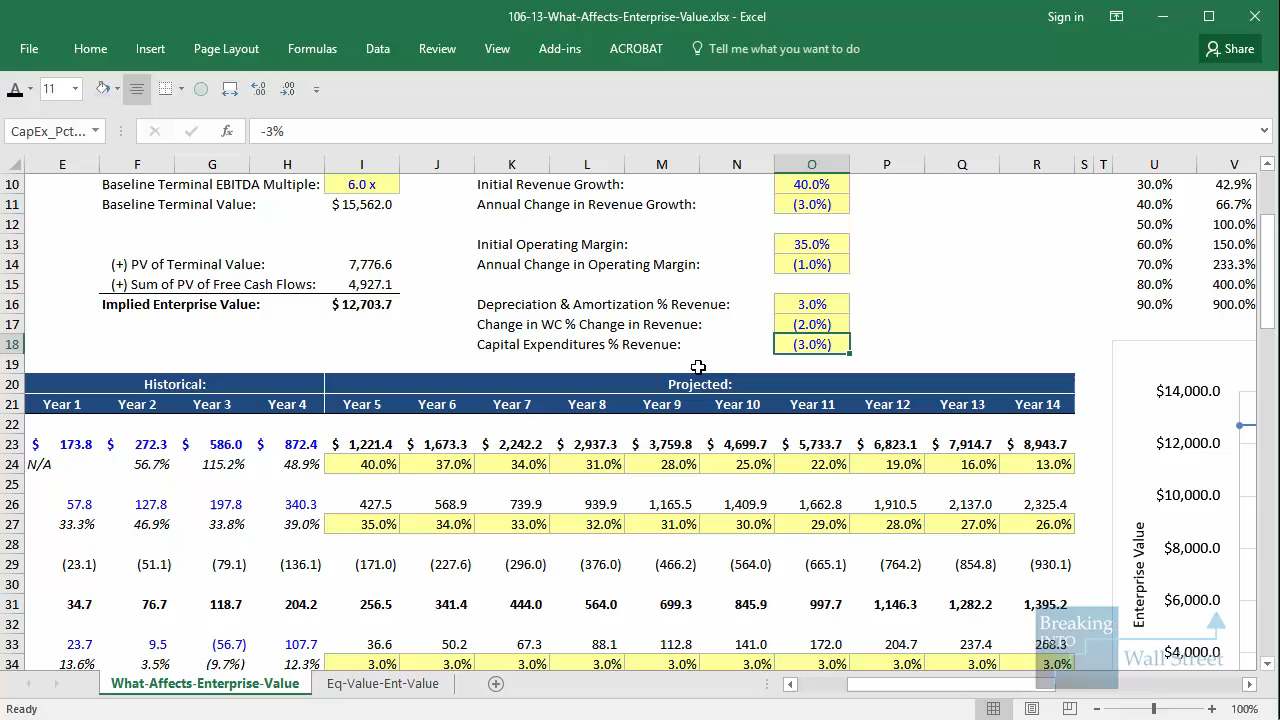 106-13-What-Affects-Enterprise-Value.xlsx - Excel
Sign in
File Home Insert Page Layout Formulas Data Review View Add-ins ACROBAT Tell me what you want to do Share
A 11 ←.0 .00 .00 →.0
CapEx_Pct... fx -3%
E F G H I J K L M N O P Q R S T U V
10 Baseline Terminal EBITDA Multiple: 6.0 x Initial Revenue Growth: 40.0% 30.0% 42.9%
11 Baseline Terminal Value: $ 15,562.0 Annual Change in Revenue Growth: (3.0%) 40.0% 66.7%
12 50.0% 100.0%
13 Initial Operating Margin: 35.0% 60.0% 150.0%
14 (+) PV of Terminal Value: 7,776.6 Annual Change in Operating Margin: (1.0%) 70.0% 233.3%
15 (+) Sum of PV of Free Cash Flows: 4,927.1 80.0% 400.0%
16 Implied Enterprise Value: $ 12,703.7 Depreciation & Amortization % Revenue: 3.0% 90.0% 900.0%
17 Change in WC % Change in Revenue: (2.0%)
18 Capital Expenditures % Revenue: (3.0%)
19
20 Historical: Projected:
21 Year 1 Year 2 Year 3 Year 4 Year 5 Year 6 Year 7 Year 8 Year 9 Year 10 Year 11 Year 12 Year 13 Year 14
22
23 $ 173.8 $ 272.3 $ 586.0 $ 872.4 $ 1,221.4 $ 1,673.3 $ 2,242.2 $ 2,937.3 $ 3,759.8 $ 4,699.7 $ 5,733.7 $ 6,823.1 $ 7,914.7 $ 8,943.7
24 N/A 56.7% 115.2% 48.9% 40.0% 37.0% 34.0% 31.0% 28.0% 25.0% 22.0% 19.0% 16.0% 13.0%
25
26 57.8 127.8 197.8 340.3 427.5 568.9 739.9 939.9 1,165.5 1,409.9 1,662.8 1,910.5 2,137.0 2,325.4
27 33.3% 46.9% 33.8% 39.0% 35.0% 34.0% 33.0% 32.0% 31.0% 30.0% 29.0% 28.0% 27.0% 26.0%
28
29 (23.1) (51.1) (79.1) (136.1) (171.0) (227.6) (296.0) (376.0) (466.2) (564.0) (665.1) (764.2) (854.8) (930.1)
30
31 34.7 76.7 118.7 204.2 256.5 341.4 444.0 564.0 699.3 845.9 997.7 1,146.3 1,282.2 1,395.2
32
33 23.7 9.5 (56.7) 107.7 36.6 50.2 67.3 88.1 112.8 141.0 172.0 204.7 237.4 268.3
34 13.6% 3.5% (9.7%) 12.3% 3.0% 3.0% 3.0% 3.0% 3.0% 3.0% 3.0% 3.0% 3.0% 3.0%
Enterprise Value
$14,000.0
$12,000.0
$10,000.0
$8,000.0
$6,000.0
$4,000.0
Breaking
INTO
Wall Street
What-Affects-Enterprise-Value Eq-Value-Ent-Value
Ready 100%